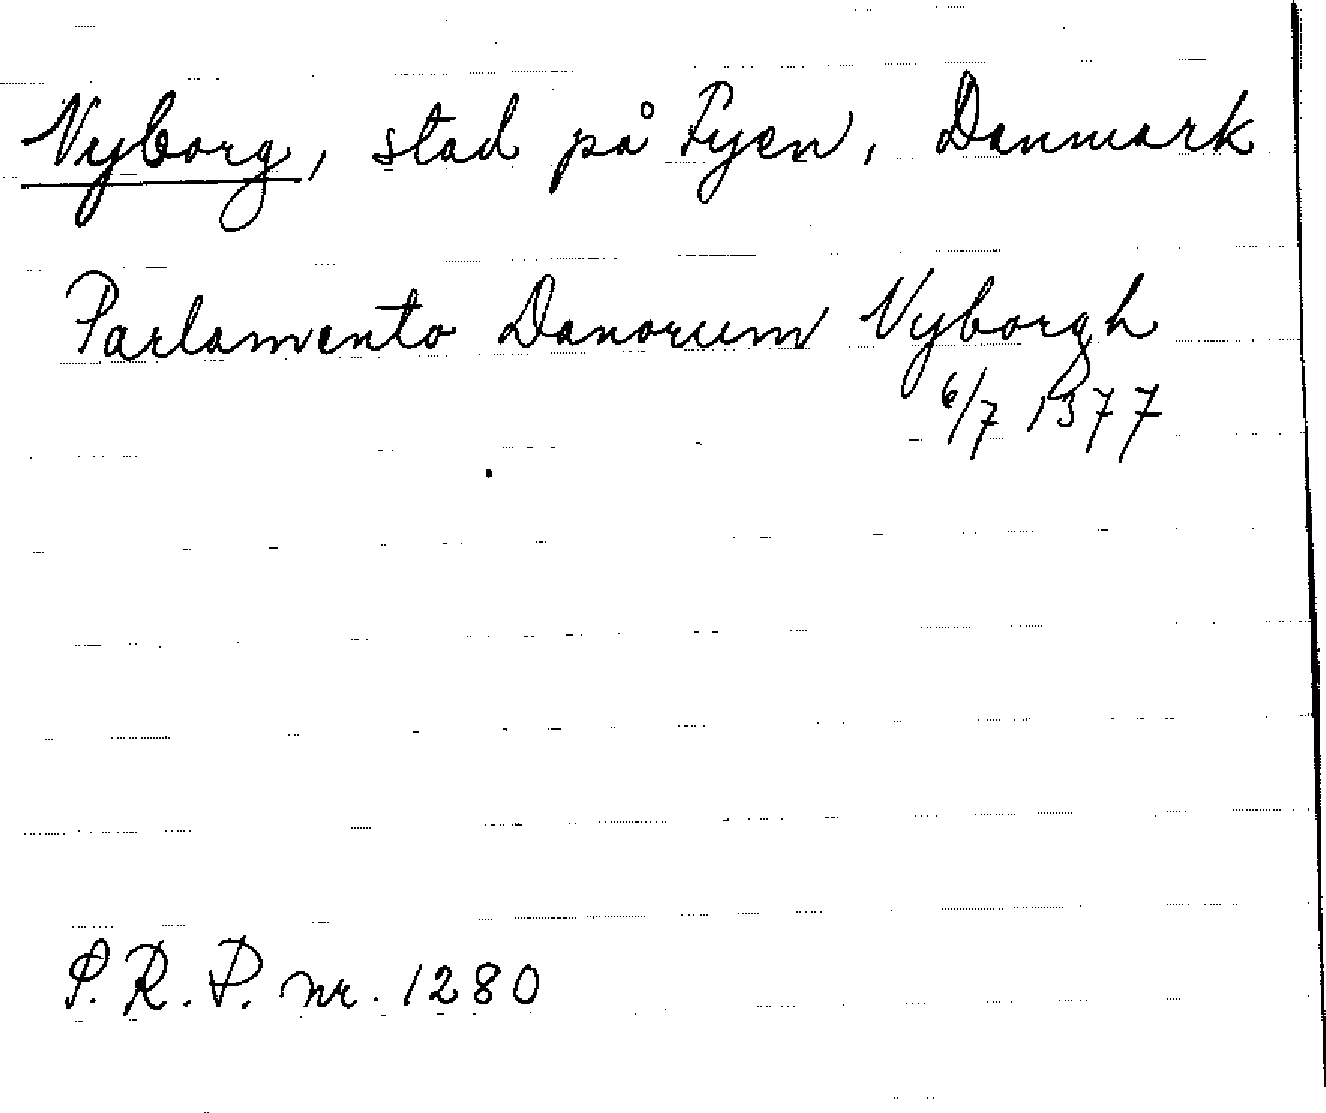 Nyborg, stad på Fyen, Danmark
Parlamento Danorum Nyborgh
6/7 1377
S.R.P. nr. 1280